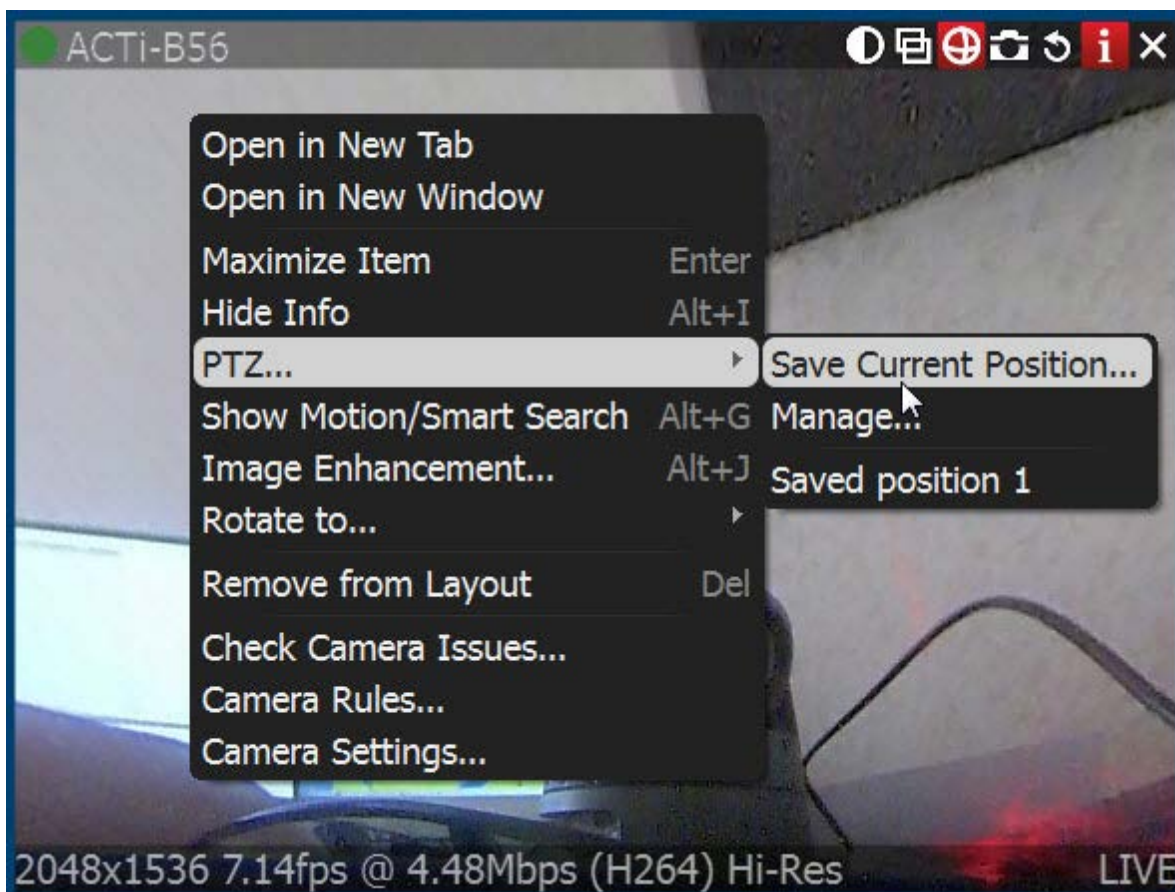 ACTi-B56
Open in New Tab
Open in New Window
Maximize Item Enter
Hide Info Alt+I
PTZ...
Save Current Position...
Show Motion/Smart Search Alt+G
Manage...
Image Enhancement... Alt+J
Saved position 1
Rotate to...
Remove from Layout Del
Check Camera Issues...
Camera Rules...
Camera Settings...
2048x1536 7.14fps @ 4.48Mbps (H264) Hi-Res LIVE